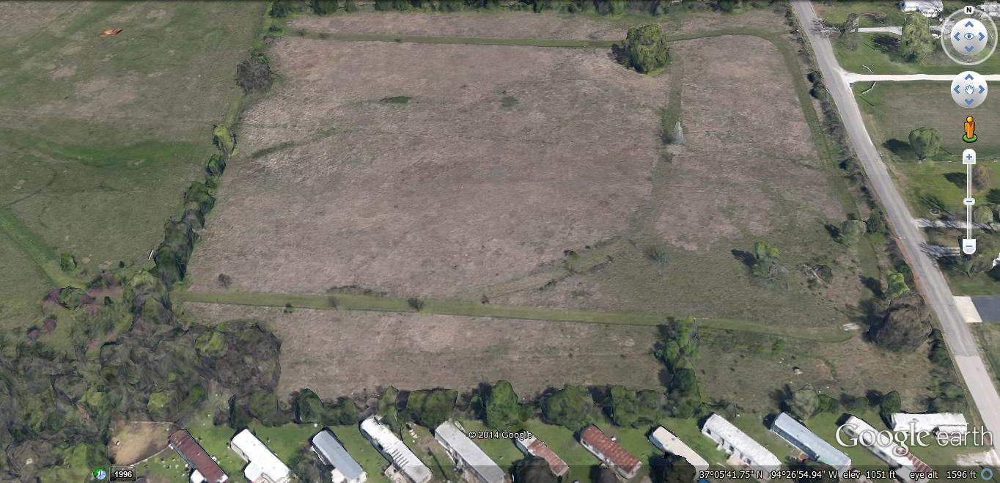 N
© 2014 Google
Google earth
1996
37°05'41.75" N 94°26'54.94" W elev 1051 ft eye alt 1596 ft